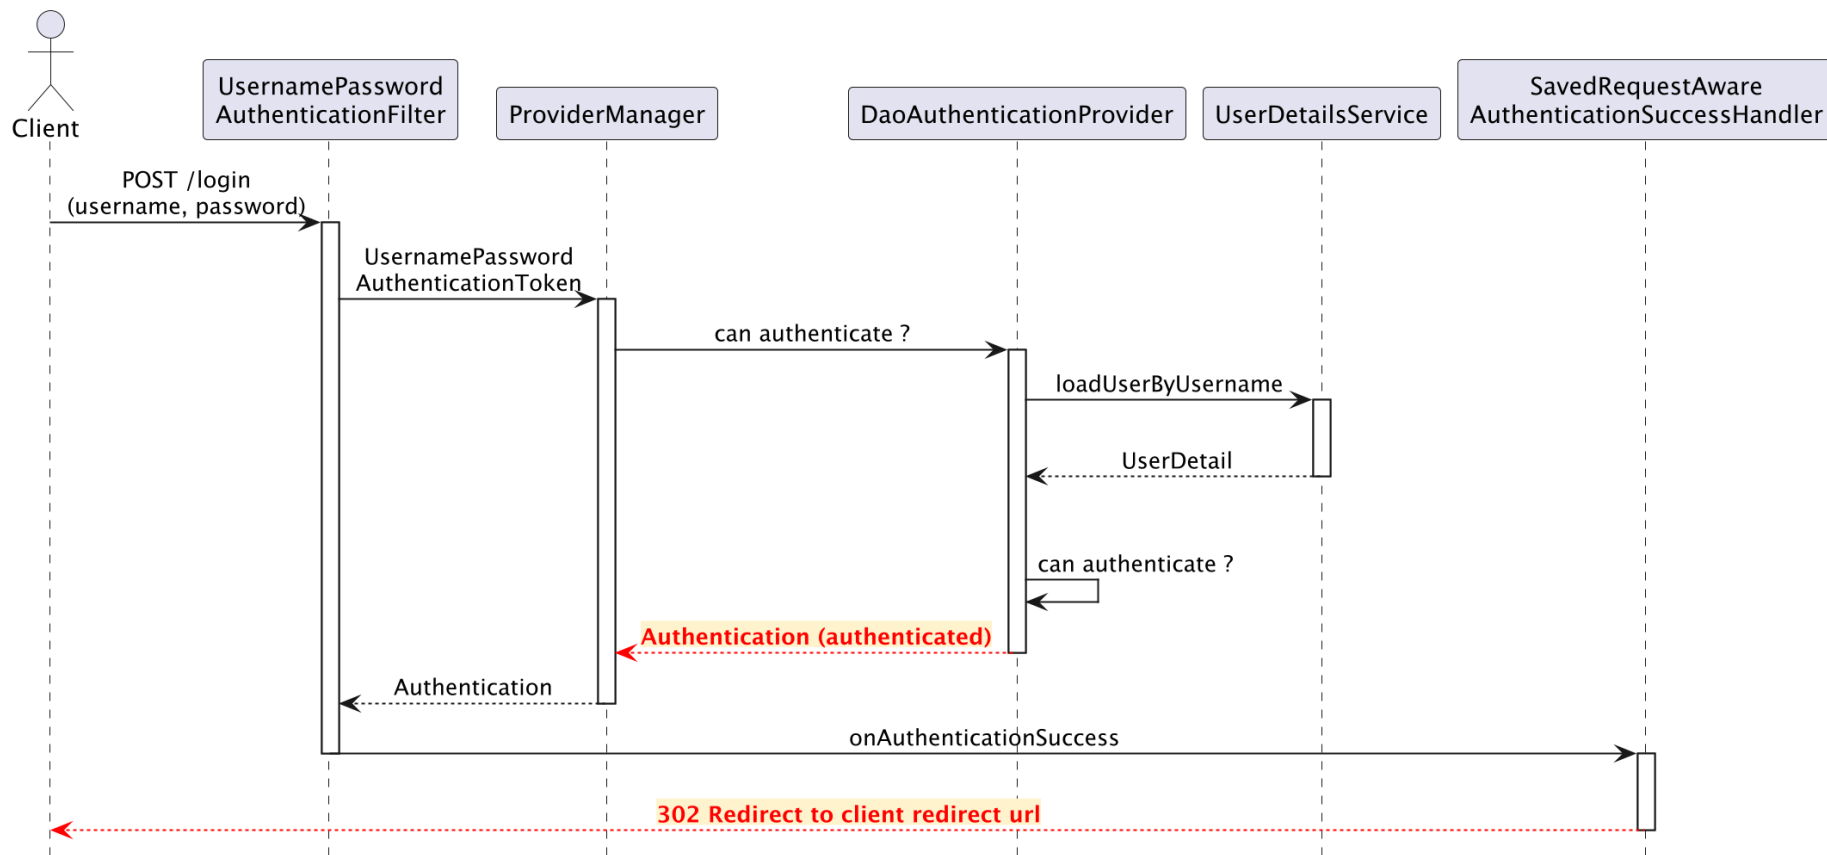 Client
UsernamePassword
AuthenticationFilter
ProviderManager
DaoAuthenticationProvider
UserDetailsService
SavedRequestAware
AuthenticationSuccessHandler
POST /login
(username, password)
UsernamePassword
AuthenticationToken
can authenticate ?
loadUserByUsername
UserDetail
can authenticate ?
Authentication (authenticated)
Authentication
onAuthenticationSuccess
302 Redirect to client redirect url